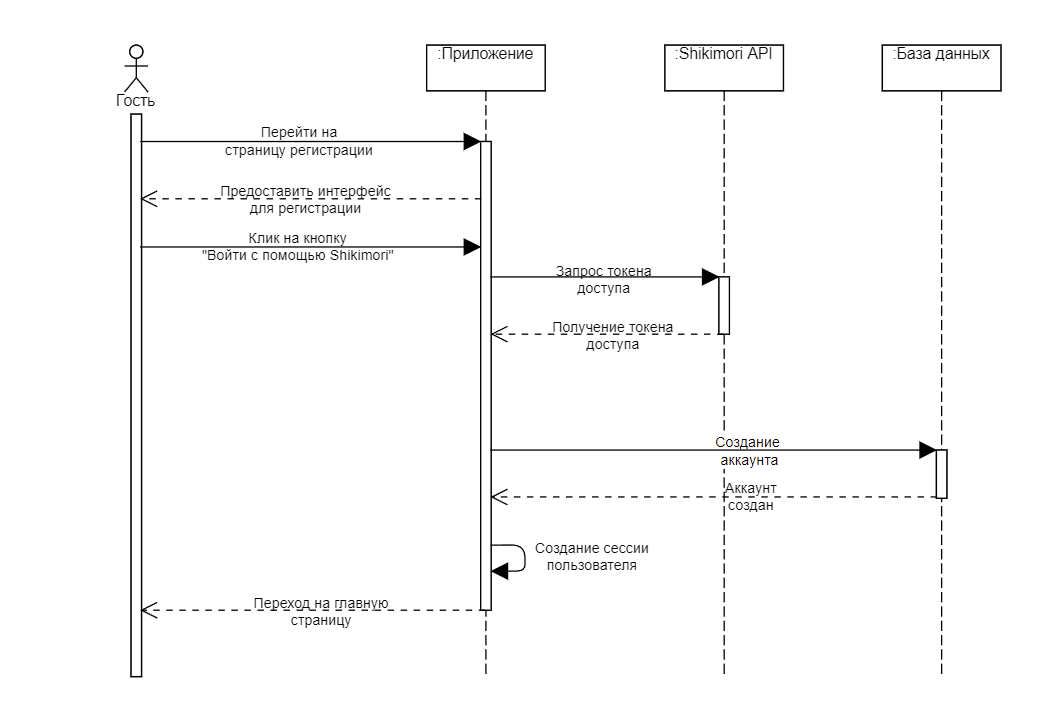 :Приложение
:Shikimori API
:База данных
Гость
Перейти на
страницу регистрации
Предоставить интерфейс
для регистрации
Клик на кнопку
"Войти с помощью Shikimori"
Запрос токена
доступа
Получение токена
доступа
Создание
аккаунта
Аккаунт
создан
Создание сессии
пользователя
Переход на главную
страницу